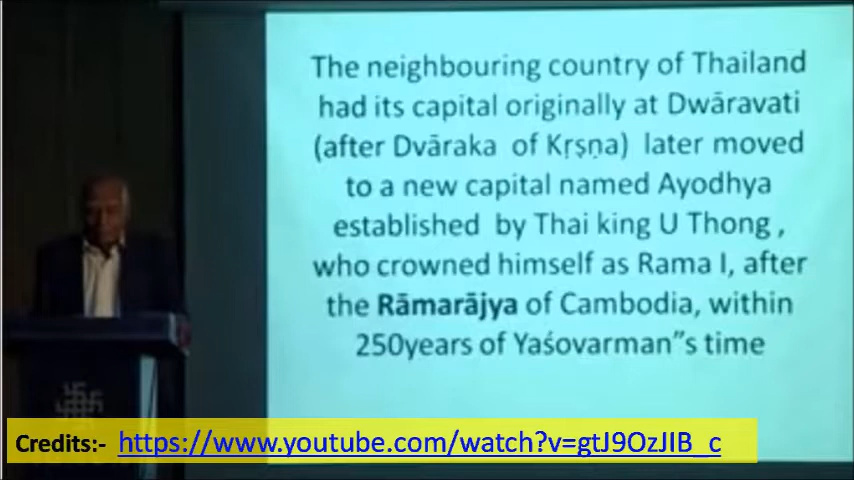 The neighbouring country of Thailand
had its capital originally at Dwāravati
(after Dvāraka of Kṛṣṇa) later moved
to a new capital named Ayodhya
established by Thai king U Thong ,
who crowned himself as Rama I, after
the Rāmarājya of Cambodia, within
250years of Yaśovarman”s time
Credits:- https://www.youtube.com/watch?v=gtJ9OzJIB_c